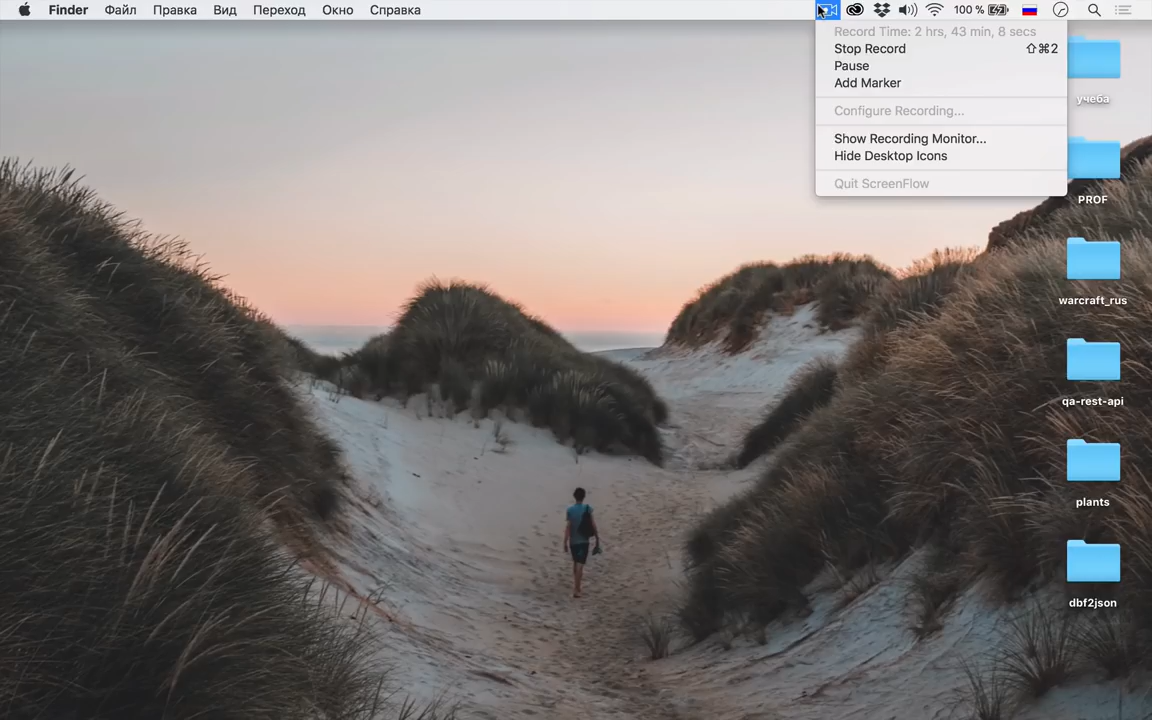 Finder Файл Правка Вид Переход Окно Справка 100 %
Record Time: 2 hrs, 43 min, 8 secs
Stop Record ⇧⌘2
Pause
Add Marker
Configure Recording...
Show Recording Monitor...
Hide Desktop Icons
Quit ScreenFlow
учеба
PROF
warcraft_rus
qa-rest-api
plants
dbf2json